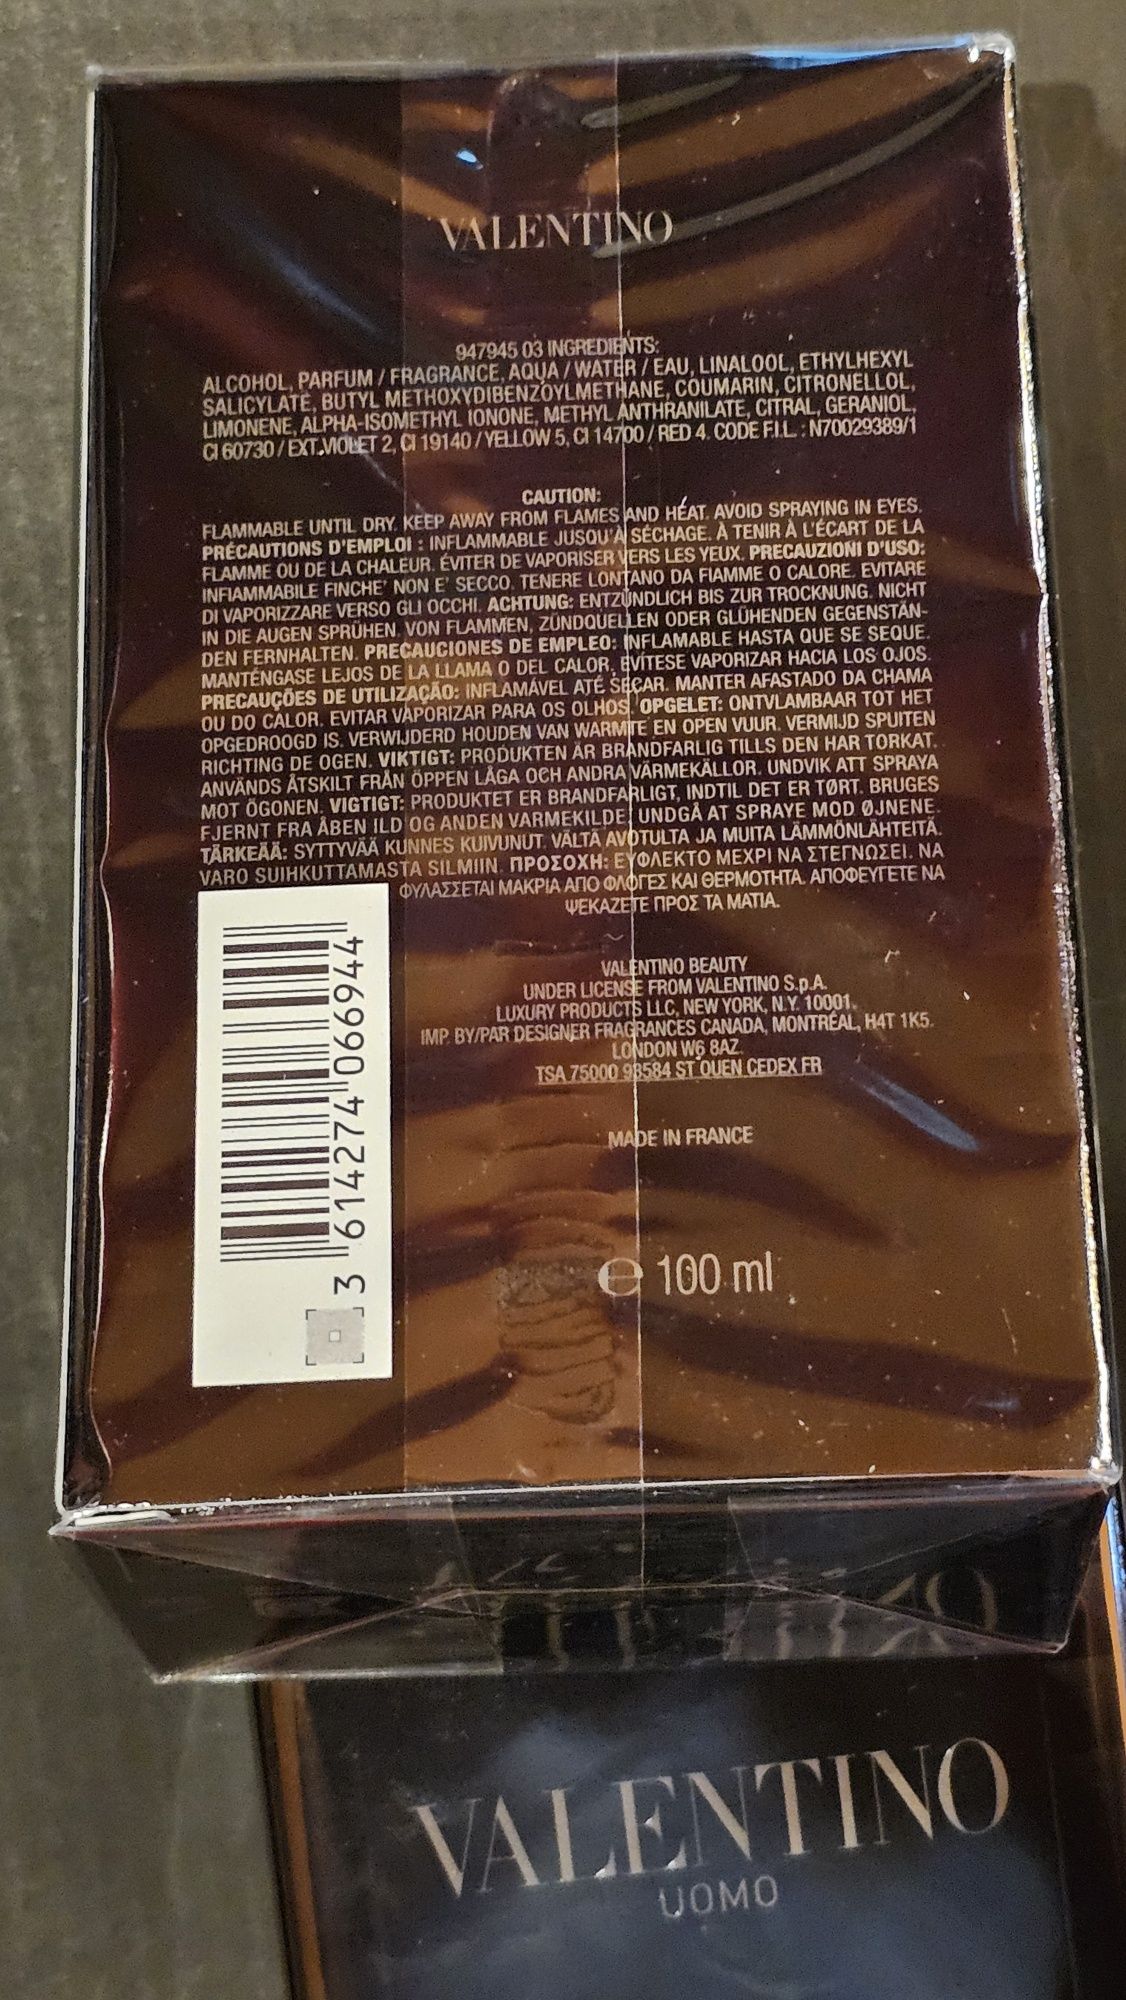 VALENTINO
947945 03 INGREDIENTS:
ALCOHOL, PARFUM / FRAGRANCE, AQUA / WATER / EAU, LINALOOL, ETHYLHEXYL
SALICYLATE, BUTYL METHOXYDIBENZOYLMETHANE, COUMARIN, CITRONELLOL,
LIMONENE, ALPHA-ISOMETHYL IONONE, METHYL ANTHRANILATE, CITRAL, GERANIOL,
CI 60730 / EXT. VIOLET 2, CI 19140 / YELLOW 5, CI 14700 / RED 4. CODE F.I.L. : N70029389/1
CAUTION:
FLAMMABLE UNTIL DRY. KEEP AWAY FROM FLAMES AND HEAT. AVOID SPRAYING IN EYES.
PRÉCAUTIONS D'EMPLOI : INFLAMMABLE JUSQU'À SÉCHAGE. À TENIR À L'ÉCART DE LA
FLAMME OU DE LA CHALEUR. ÉVITER DE VAPORISER VERS LES YEUX. PRECAUZIONI D'USO:
INFIAMMABILE FINCHE' NON E' SECCO. TENERE LONTANO DA FIAMME O CALORE. EVITARE
DI VAPORIZZARE VERSO GLI OCCHI. ACHTUNG: ENTZÜNDLICH BIS ZUR TROCKNUNG. NICHT
IN DIE AUGEN SPRÜHEN. VON FLAMMEN, ZÜNDQUELLEN ODER GLÜHENDEN GEGENSTÄN-
DEN FERNHALTEN. PRECAUCIONES DE EMPLEO: INFLAMABLE HASTA QUE SE SEQUE.
MANTÉNGASE LEJOS DE LA LLAMA O DEL CALOR. EVÍTESE VAPORIZAR HACIA LOS OJOS.
PRECAUÇÕES DE UTILIZAÇÃO: INFLAMÁVEL ATÉ SECAR. MANTER AFASTADO DA CHAMA
OU DO CALOR. EVITAR VAPORIZAR PARA OS OLHOS. OPGELET: ONTVLAMBAAR TOT HET
OPGEDROOGD IS. VERWIJDERD HOUDEN VAN WARMTE EN OPEN VUUR. VERMIJD SPUITEN
RICHTING DE OGEN. VIKTIGT: PRODUKTEN ÄR BRANDFARLIG TILLS DEN HAR TORKAT.
ANVÄNDS ÅTSKILT FRÅN ÖPPEN LÅGA OCH ANDRA VÄRMEKÄLLOR. UNDVIK ATT SPRAYA
MOT ÖGONEN. VIGTIGT: PRODUKTET ER BRANDFARLIGT, INDTIL DET ER TØRT. BRUGES
FJERNT FRA ÅBEN ILD OG ANDEN VARMEKILDE. UNDGÅ AT SPRAYE MOD ØJNENE.
TÄRKEÄÄ: SYTTYVÄÄ KUNNES KUIVUNUT. VÄLTÄ AVOTULTA JA MUITA LÄMMÖNLÄHTEITÄ.
VARO SUIHKUTTAMASTA SILMIIN. ΠΡΟΣΟΧΗ: ΕΥΦΛΕΚΤΟ ΜΕΧΡΙ ΝΑ ΣΤΕΓΝΩΣΕΙ. ΝΑ
ΦΥΛΑΣΣΕΤΑΙ ΜΑΚΡΙΑ ΑΠΟ ΦΛΟΓΕΣ ΚΑΙ ΘΕΡΜΟΤΗΤΑ. ΑΠΟΦΕΥΓΕΤΕ ΝΑ
ΨΕΚΑΖΕΤΕ ΠΡΟΣ ΤΑ ΜΑΤΙΑ.
VALENTINO BEAUTY
UNDER LICENSE FROM VALENTINO S.p.A.
LUXURY PRODUCTS LLC, NEW YORK, N.Y. 10001.
IMP. BY/PAR DESIGNER FRAGRANCES CANADA, MONTRÉAL, H4T 1K5.
LONDON W6 8AZ.
TSA 75000 93584 ST OUEN CEDEX FR
MADE IN FRANCE
℮ 100 ml
3 614274 066944
VALENTINO
UOMO